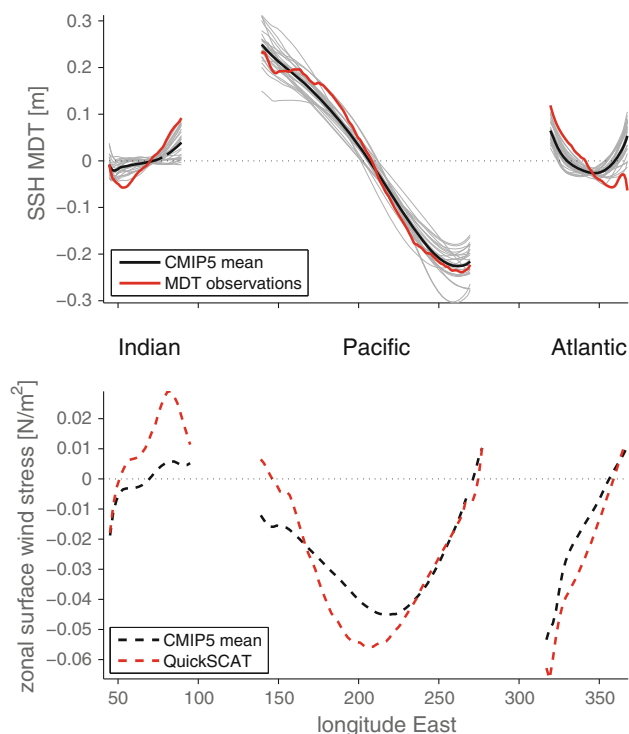 0.3
0.2
0.1
0
−0.1
−0.2
−0.3
SSH MDT [m]
CMIP5 mean
MDT observations
Indian
Pacific
Atlantic
0.02
0.01
0
−0.01
−0.02
−0.03
−0.04
−0.05
−0.06
zonal surface wind stress [N/m²]
CMIP5 mean
QuickSCAT
50 100 150 200 250 300 350
longitude East